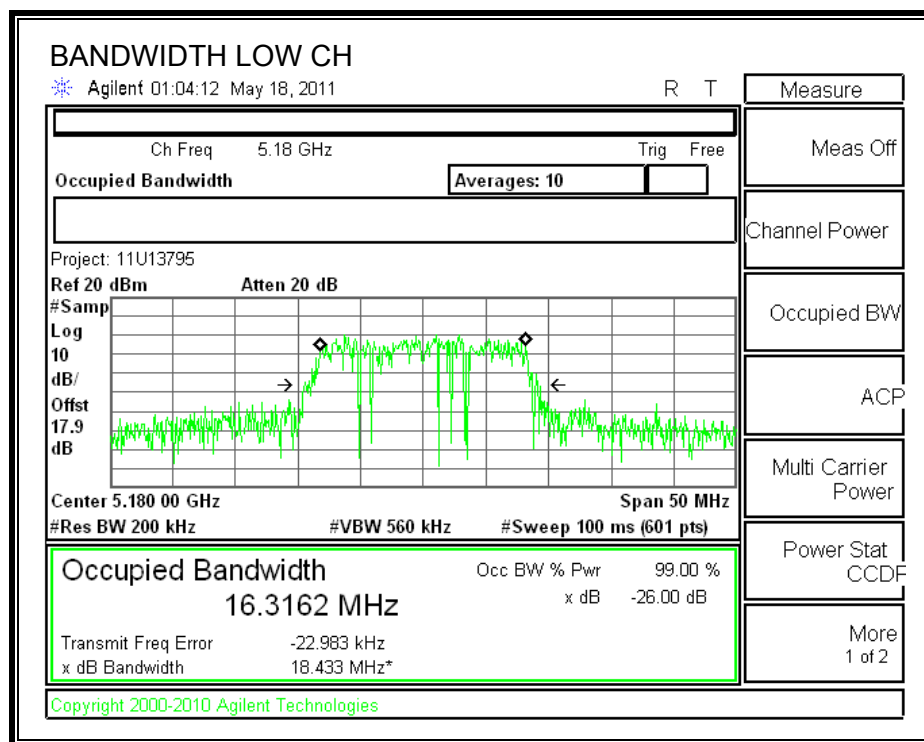 BANDWIDTH LOW CH
Agilent 01:04:12 May 18, 2011 R T
Measure
Ch Freq 5.18 GHz Trig Free
Meas Off
Occupied Bandwidth Averages: 10
Channel Power
Project: 11U13795
Ref 20 dBm Atten 20 dB
#Samp
Log
10
dB/
Offst
17.9
dB
Occupied BW
ACP
Multi Carrier
Power
Center 5.180 00 GHz Span 50 MHz
#Res BW 200 kHz #VBW 560 kHz #Sweep 100 ms (601 pts)
Power Stat
CCDF
Occupied Bandwidth Occ BW % Pwr 99.00 %
16.3162 MHz x dB -26.00 dB
Transmit Freq Error -22.983 kHz
x dB Bandwidth 18.433 MHz*
More
1 of 2
Copyright 2000-2010 Agilent Technologies